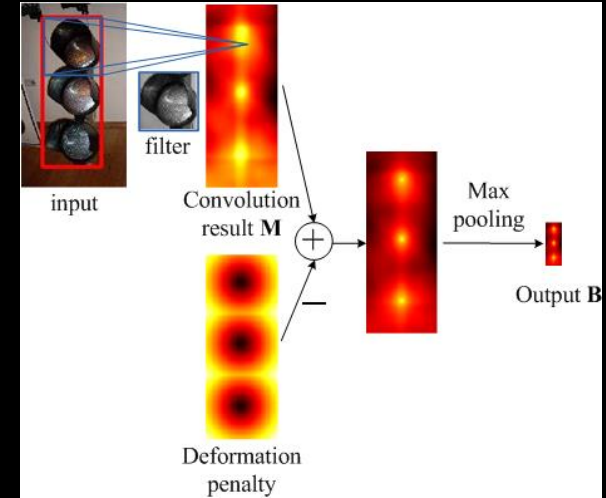 input
filter
Convolution
result M
Max
pooling
Output B
Deformation
penalty